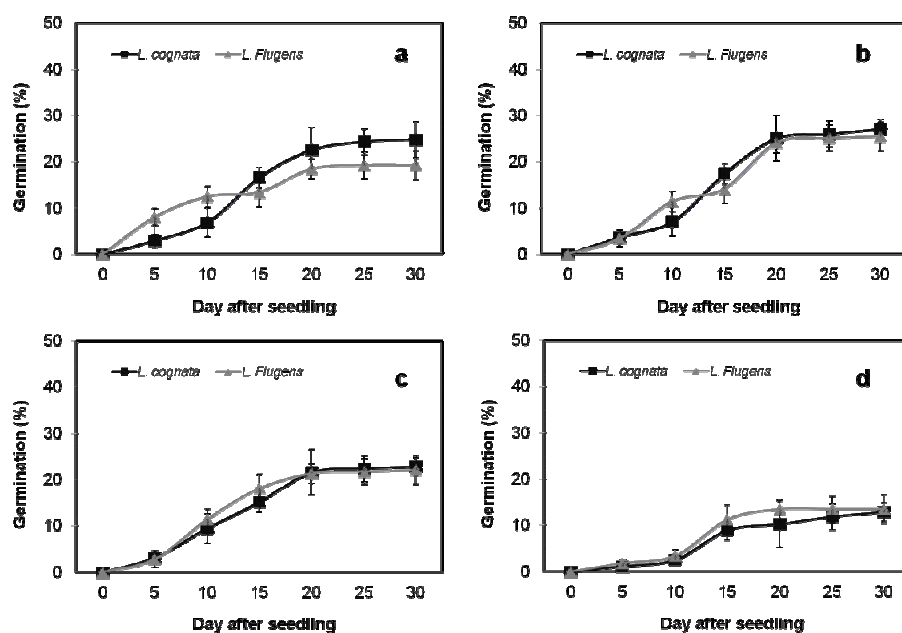 50
40
30
20
10
0
Germination (%)
L. cognata
L. Flugens
a
0 5 10 15 20 25 30
Day after seedling
50
40
30
20
10
0
Germination (%)
L. cognata
L. Flugens
b
0 5 10 15 20 25 30
Day after seedling
50
40
30
20
10
0
Germination (%)
L. cognata
L. Flugens
c
0 5 10 15 20 25 30
Day after seedling
50
40
30
20
10
0
Germination (%)
L. cognata
L. Flugens
d
0 5 10 15 20 25 30
Day after seedling